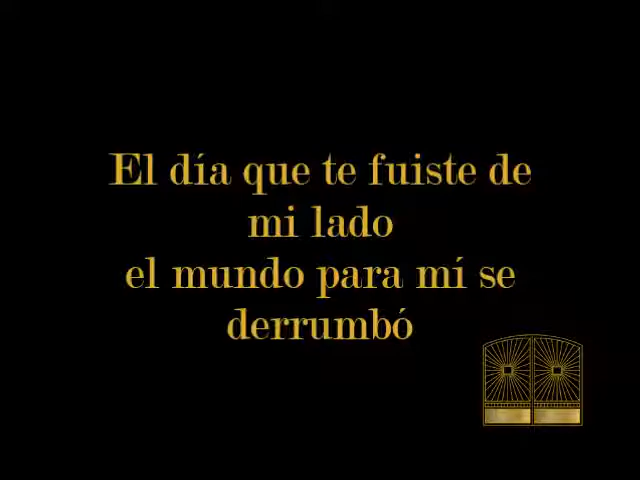 El día que te fuiste de
mi lado
el mundo para mí se
derrumbó